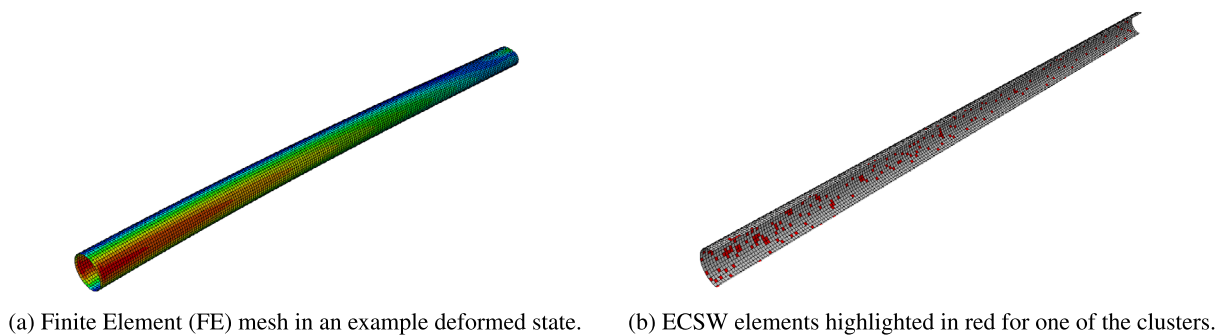 (a) Finite Element (FE) mesh in an example deformed state.
(b) ECSW elements highlighted in red for one of the clusters.